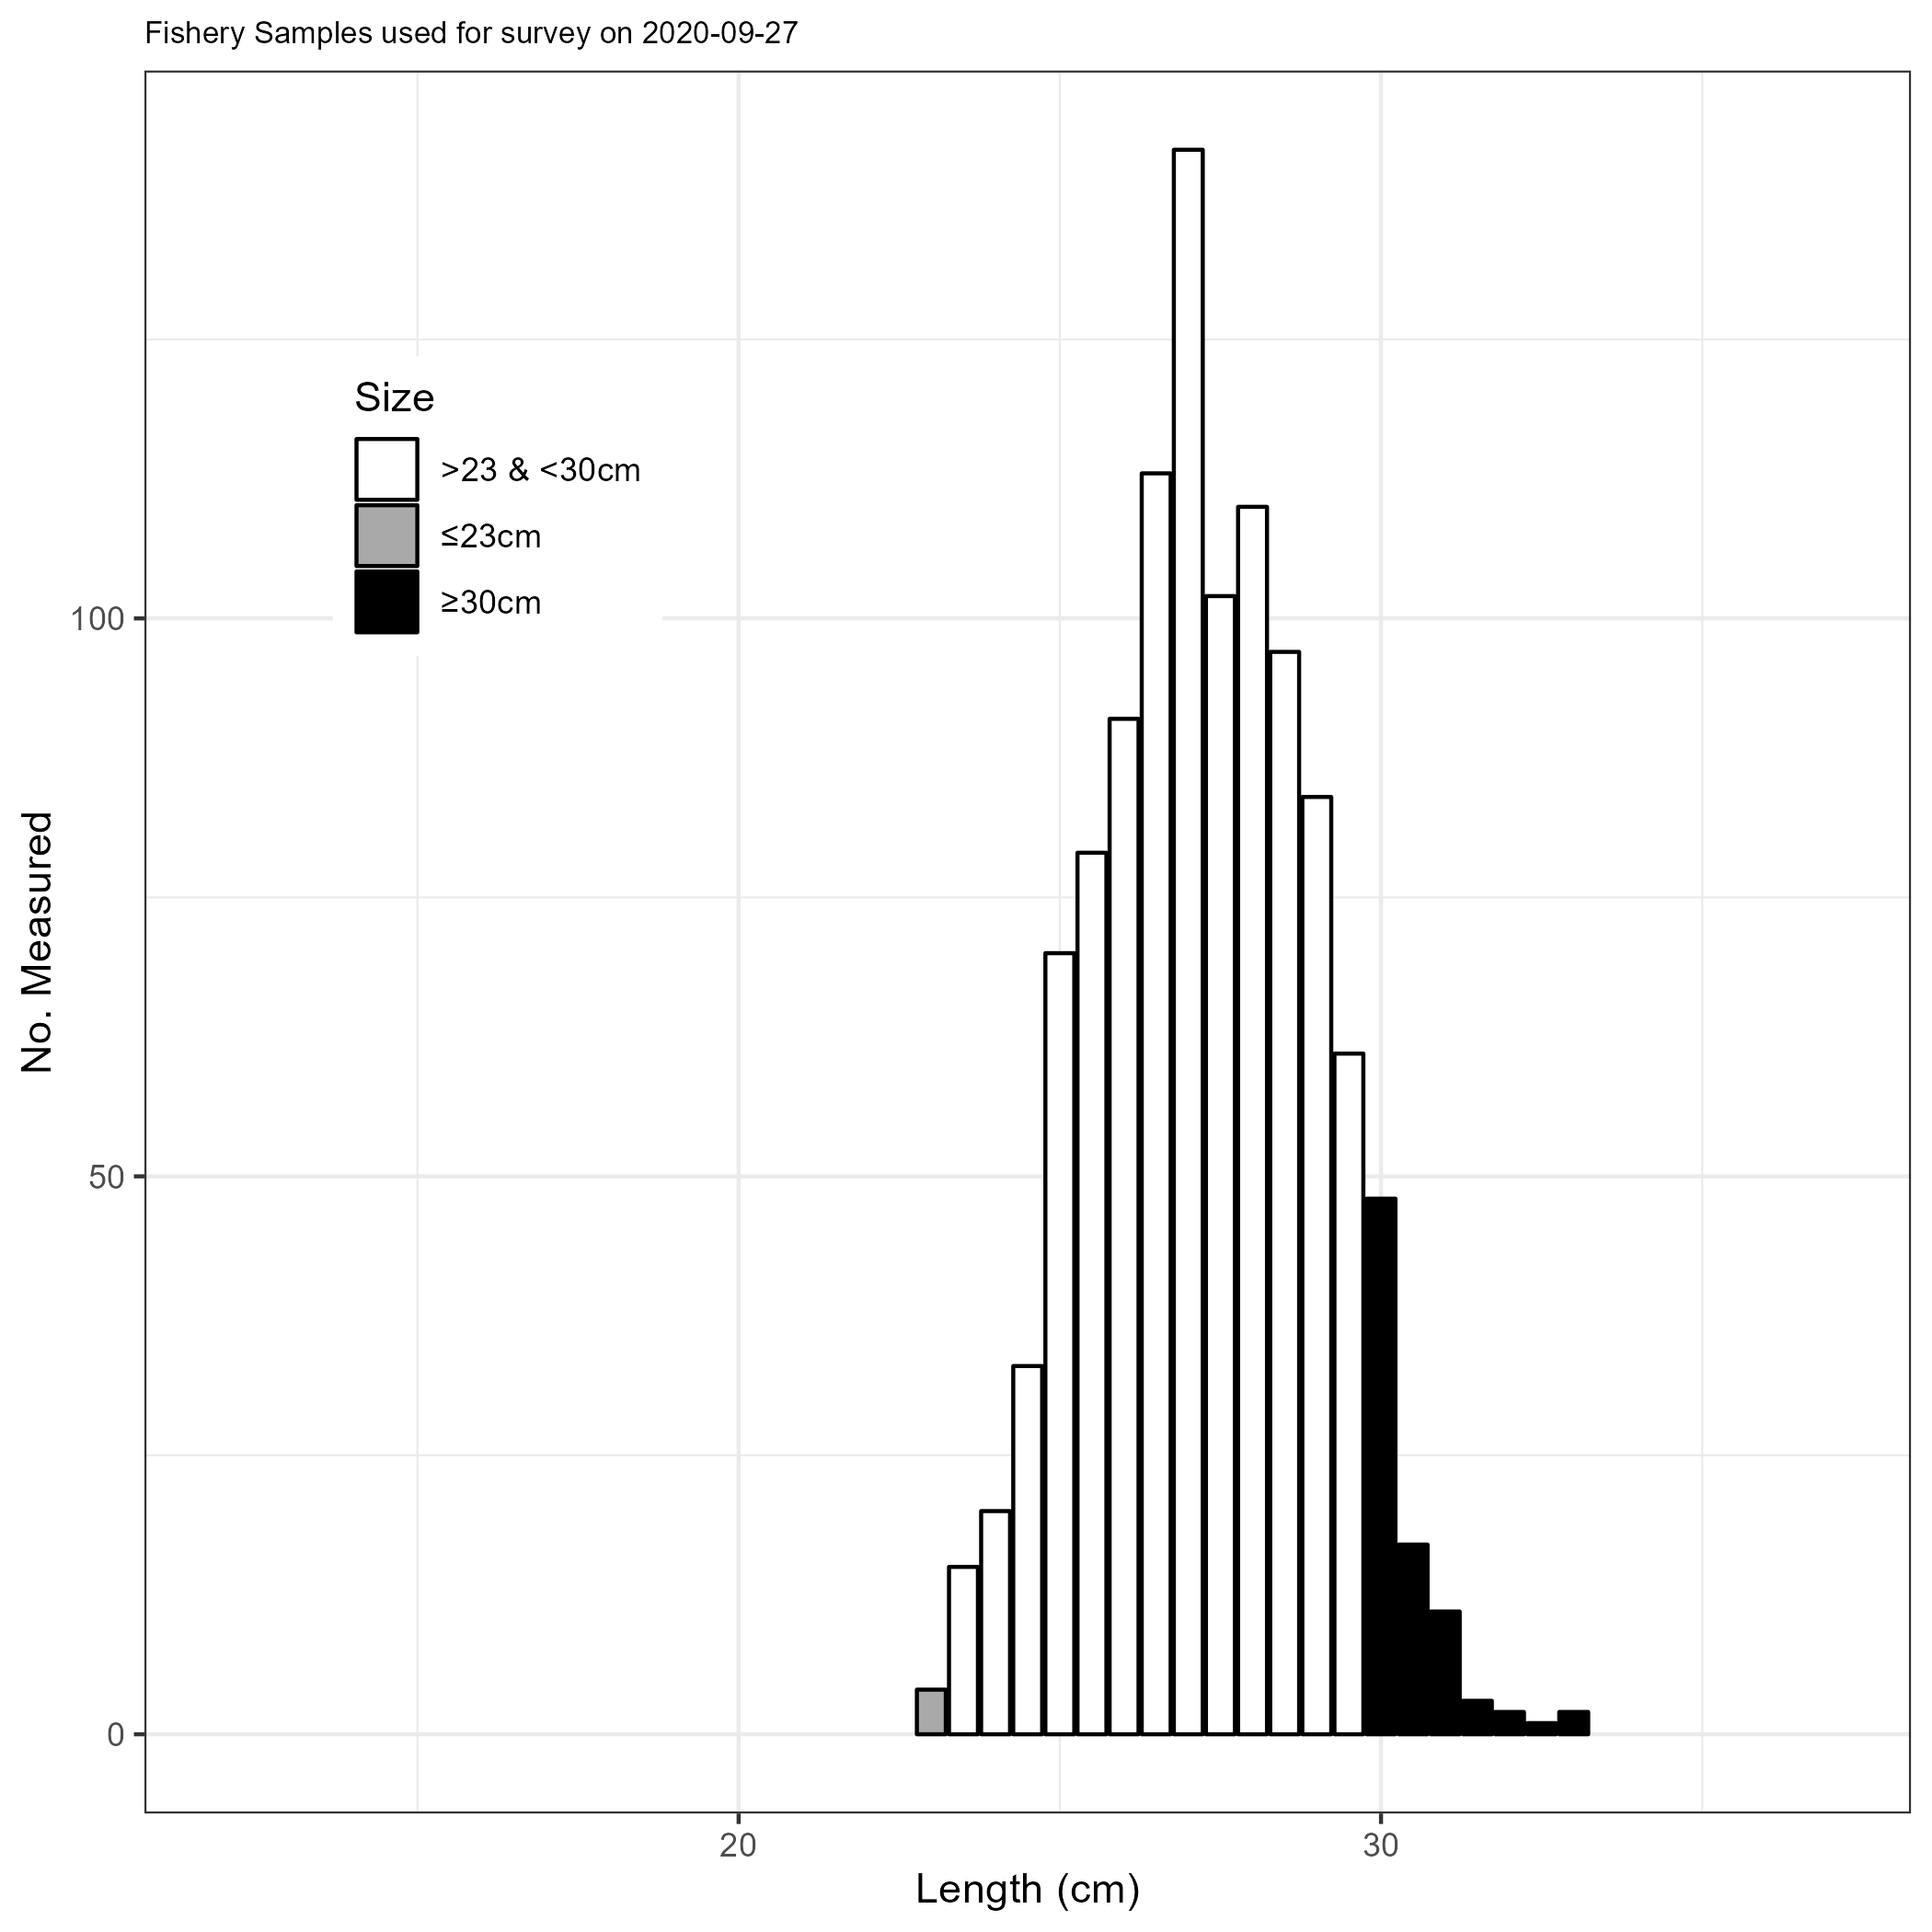 Fishery Samples used for survey on 2020-09-27
Size
>23 & <30cm
≤23cm
≥30cm
100
50
0
No. Measured
20
30
Length (cm)